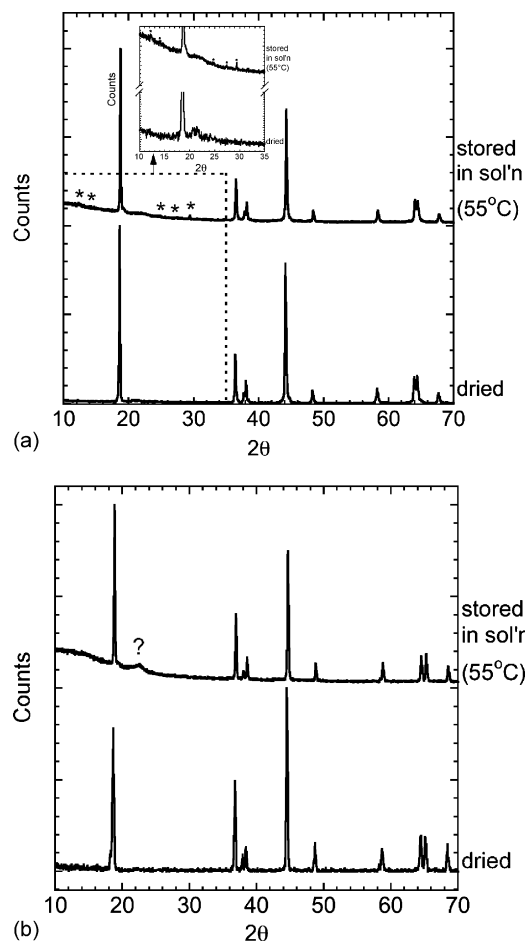 Counts
stored
in sol'n
(55°C)
Counts
dried
10 15 20 25 30 35
2θ
* * * * *
stored
in sol'n
(55°C)
dried
10 20 30 40 50 60 70
(a)
2θ
Counts
?
stored
in sol'n
(55°C)
dried
10 20 30 40 50 60 70
(b)
2θ